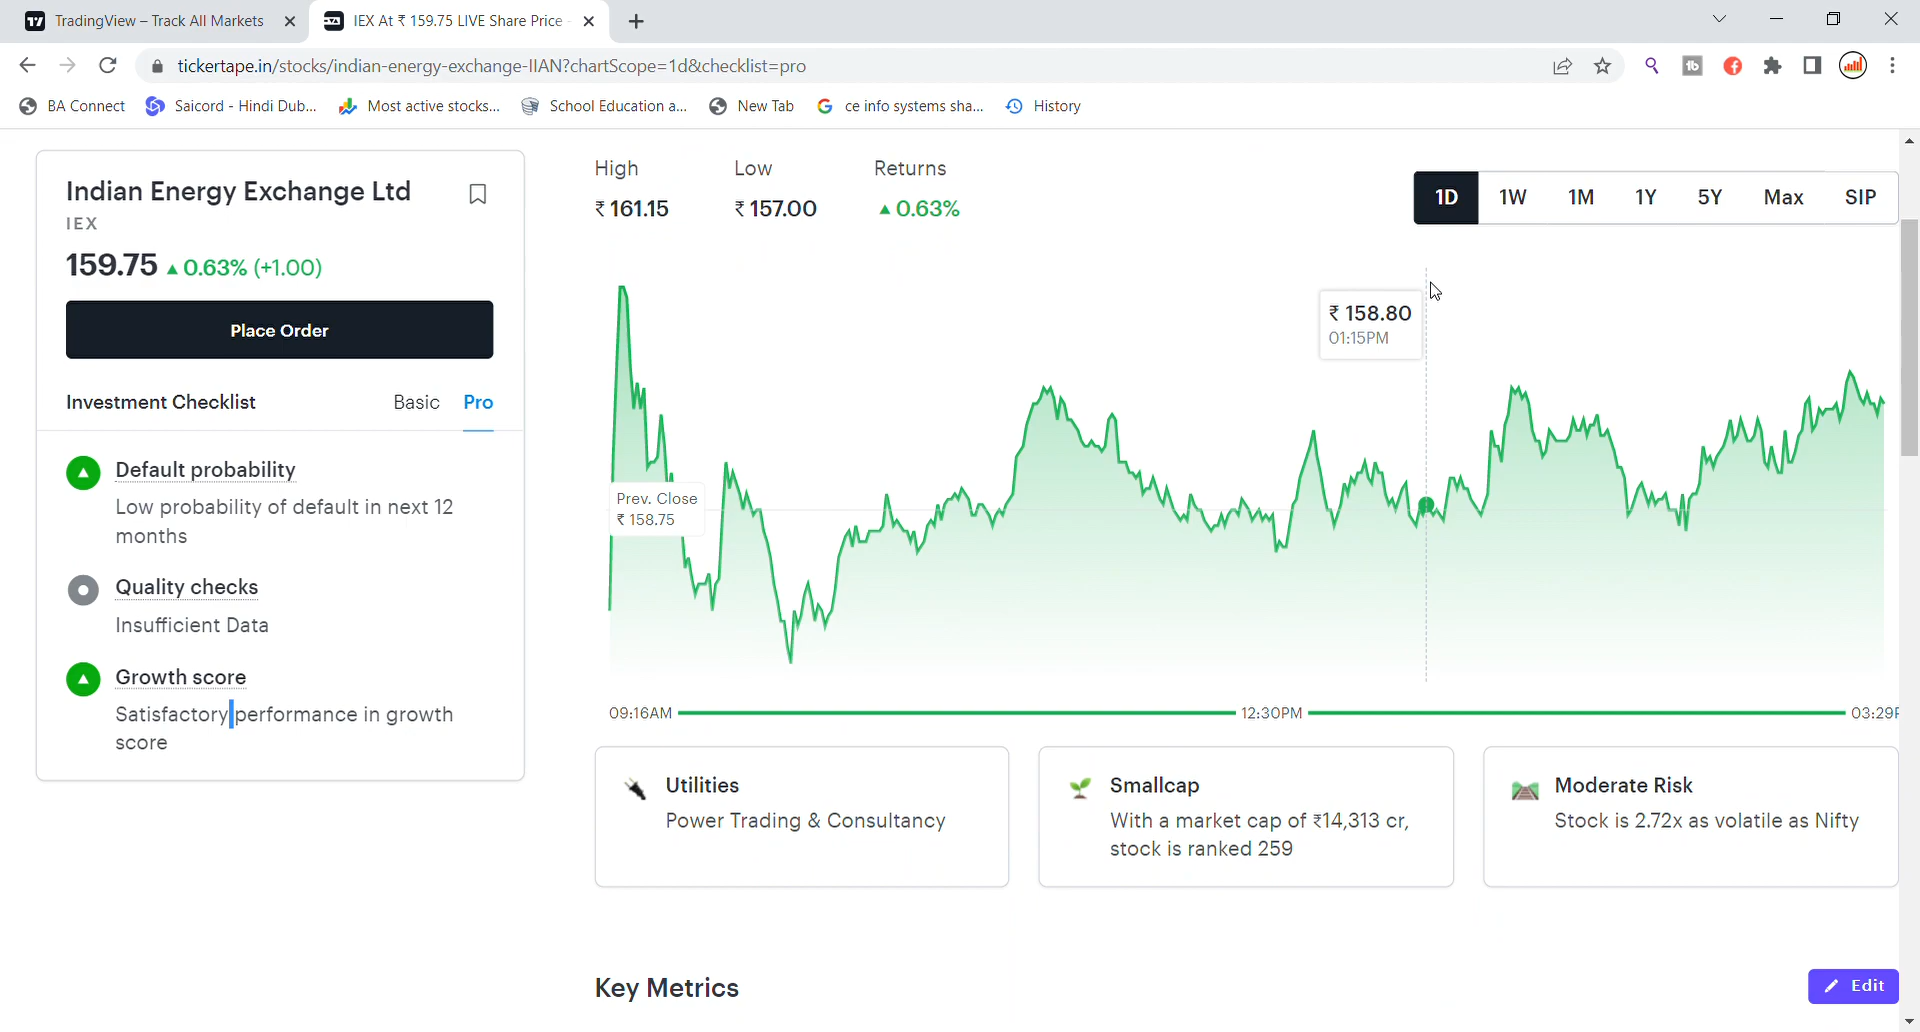 TradingView – Track All Markets
IEX At ₹ 159.75 LIVE Share Price -
tickertape.in/stocks/indian-energy-exchange-IIAN?chartScope=1d&checklist=pro
BA Connect
Saicord - Hindi Dub...
Most active stocks...
School Education a...
New Tab
ce info systems sha...
History
Indian Energy Exchange Ltd
IEX
159.75 ▲ 0.63% (+1.00)
Place Order
Investment Checklist
Basic
Pro
Default probability
Low probability of default in next 12
months
Quality checks
Insufficient Data
Growth score
Satisfactory performance in growth
score
High
Low
Returns
₹ 161.15
₹ 157.00
▲ 0.63%
1D
1W
1M
1Y
5Y
Max
SIP
₹ 158.80
01:15PM
Prev. Close
₹ 158.75
09:16AM
12:30PM
03:29P
Utilities
Power Trading & Consultancy
Smallcap
With a market cap of ₹14,313 cr,
stock is ranked 259
Moderate Risk
Stock is 2.72x as volatile as Nifty
Key Metrics
Edit